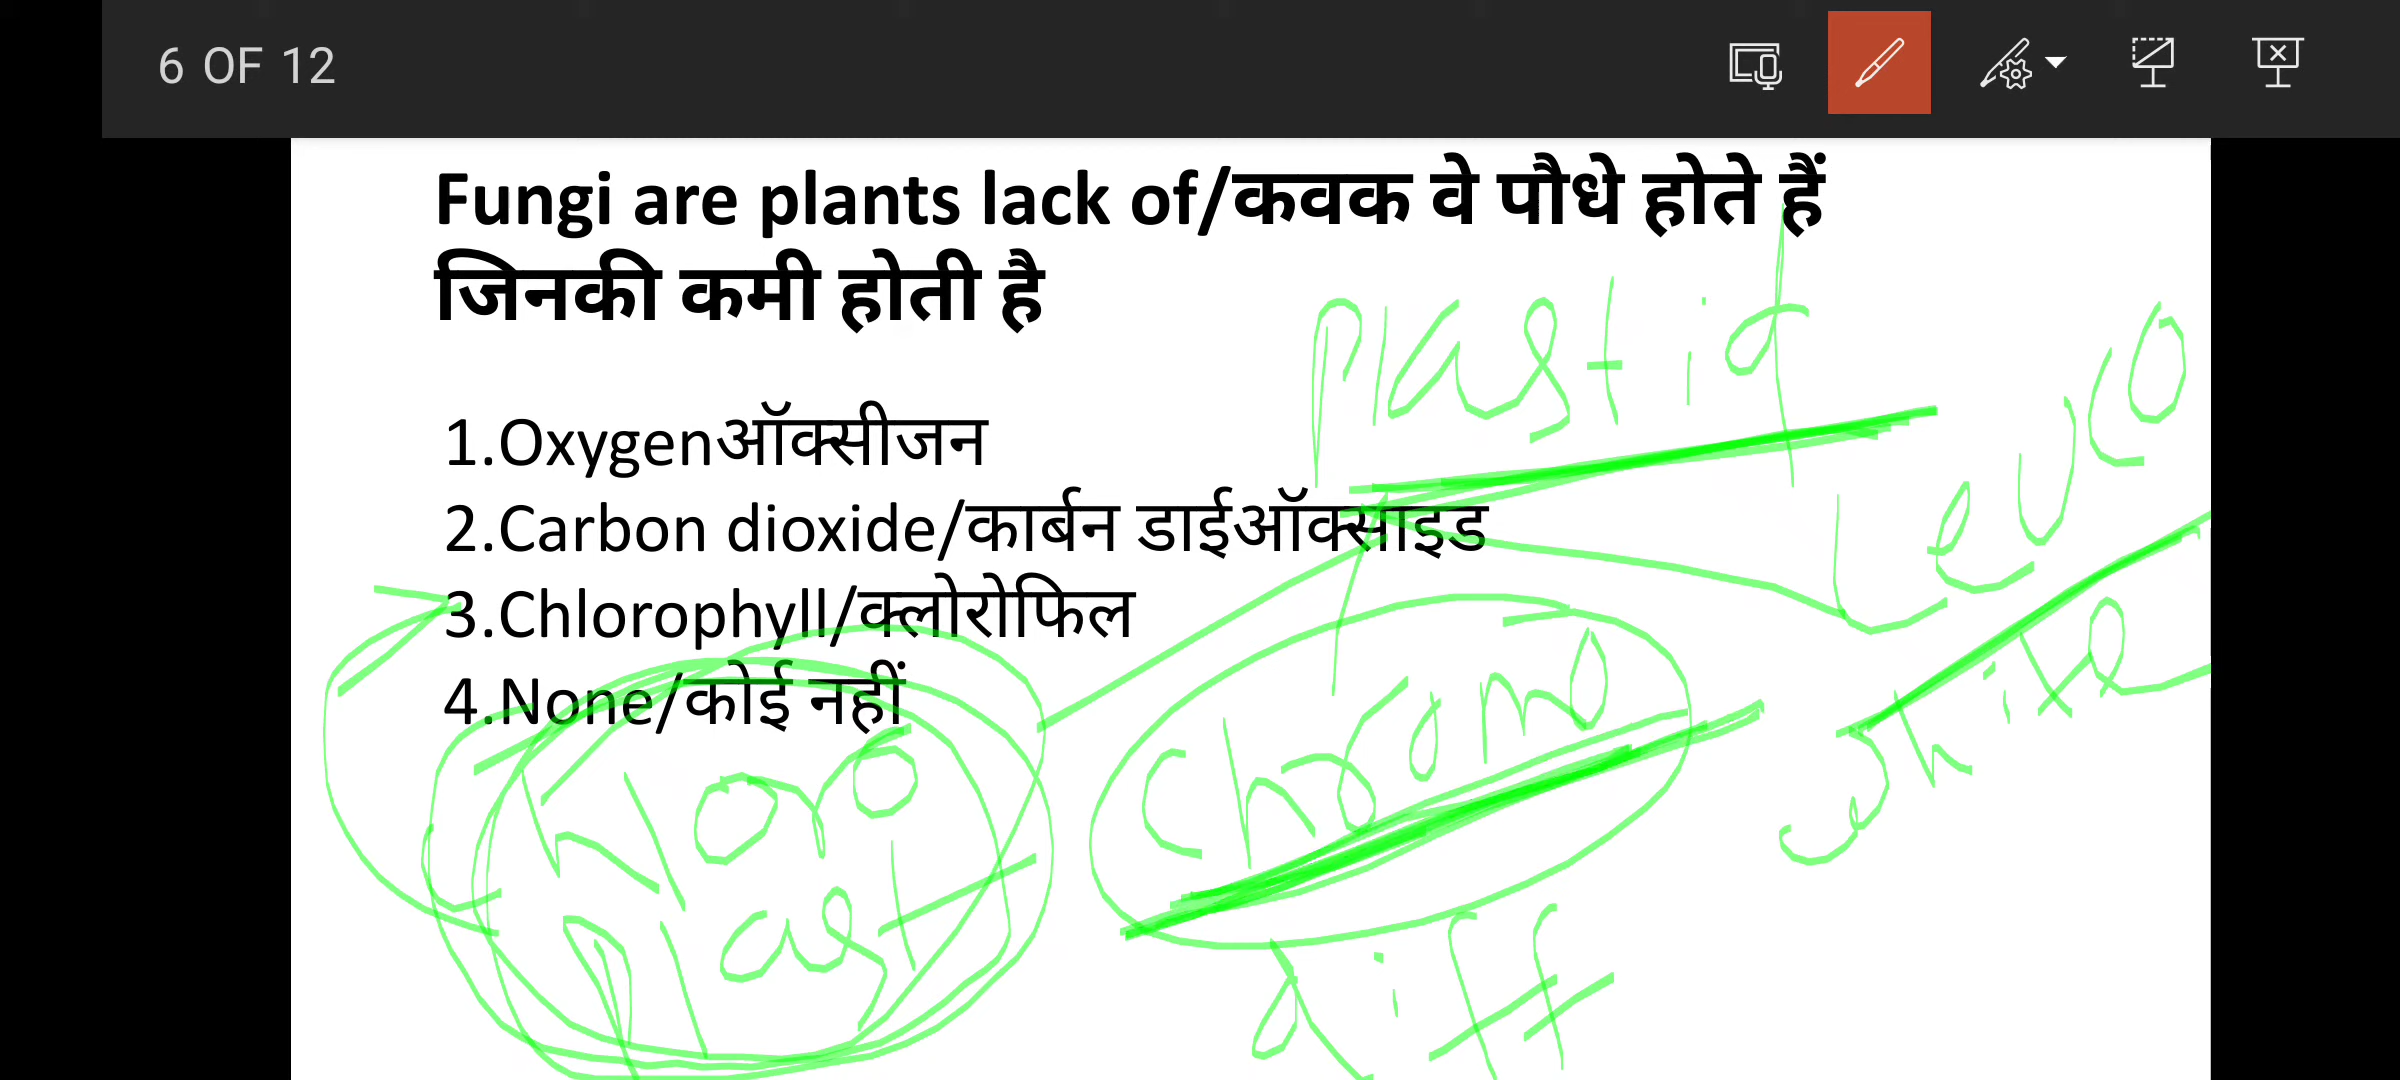 6 OF 12
Fungi are plants lack of/कवक वे पौधे होते हैं
जिनकी कमी होती है
Plastid
Leuco
1.Oxygenऑक्सीजन
2.Carbon dioxide/कार्बन डाईऑक्साइड
3.Chlorophyll/क्लोरोफिल
4.None/कोई नहीं
white
Chromo
Chloro
plast
diff